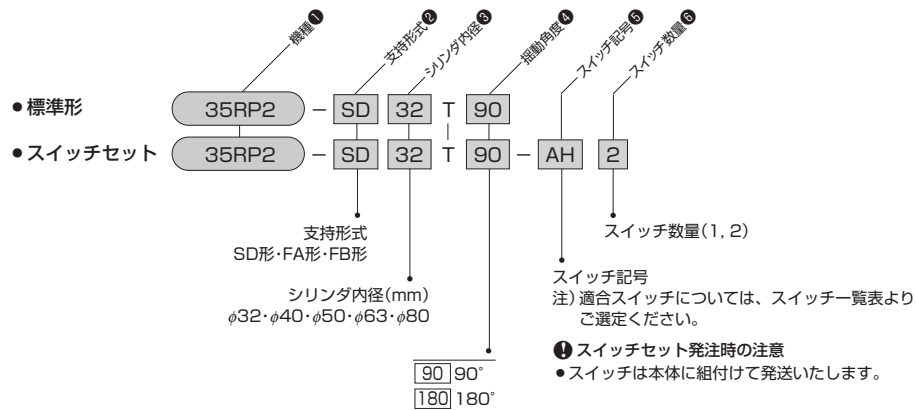 機種❶
支持形式❷
シリンダ内径❸
揺動角度❹
スイッチ記号❺
スイッチ数量❻
●標準形 35RP2 − SD 32 T 90
●スイッチセット 35RP2 − SD 32 T 90 − AH 2
支持形式
SD形・FA形・FB形
シリンダ内径(mm)
φ32・φ40・φ50・φ63・φ80
90 90°
180 180°
スイッチ数量(1, 2)
スイッチ記号
注) 適合スイッチについては、スイッチ一覧表より
ご選定ください。
! スイッチセット発注時の注意
●スイッチは本体に組付けて発送いたします。